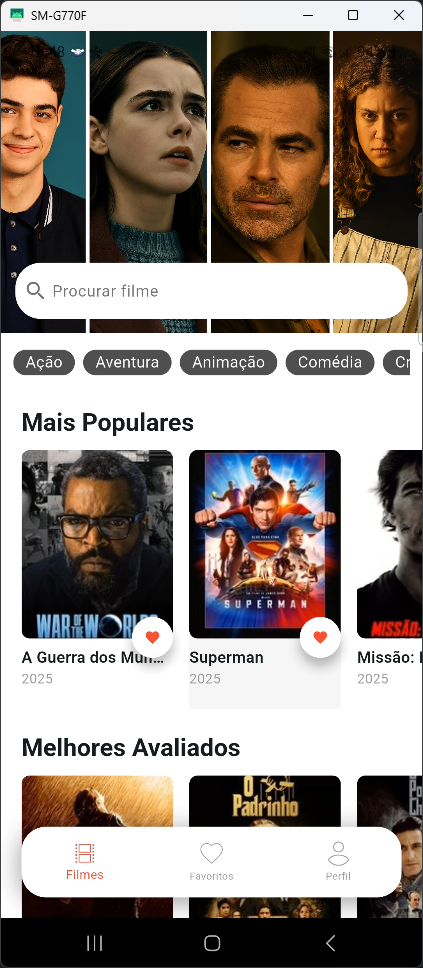 SM-G770F
Procurar filme
Ação
Aventura
Animação
Comédia
Mais Populares
WAR OF THE WORLDS
SUPERMAN
MISSÃO:
A Guerra dos Mun...
Superman
Missão:
2025
2025
2025
Melhores Avaliados
O
Padrinho
Filmes
Favoritos
Perfil